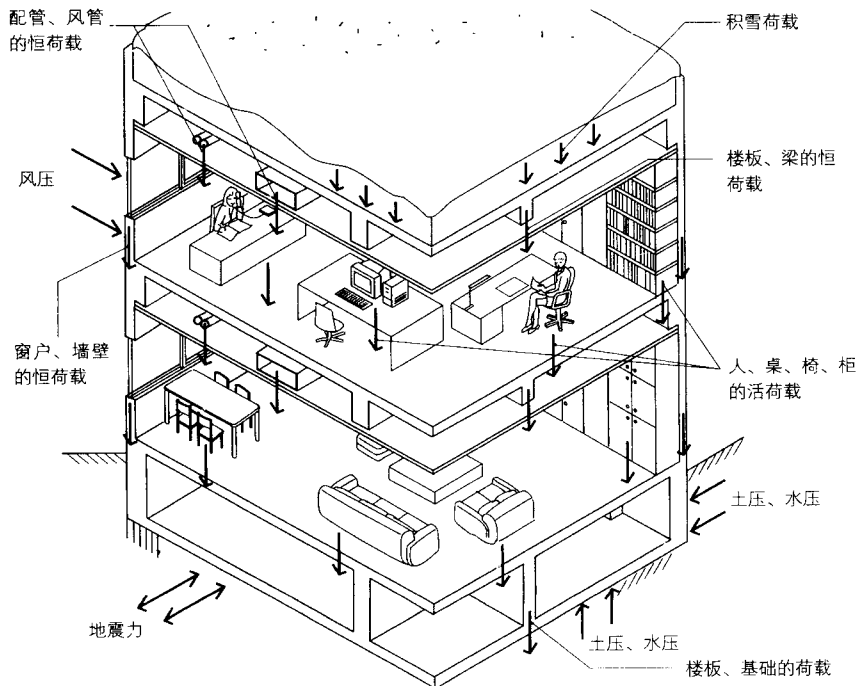 配管、风管
的恒荷载
积雪荷载
风压
楼板、梁的恒
荷载
窗户、墙壁
的恒荷载
人、桌、椅、柜
的活荷载
土压、水压
地震力
土压、水压
楼板、基础的荷载